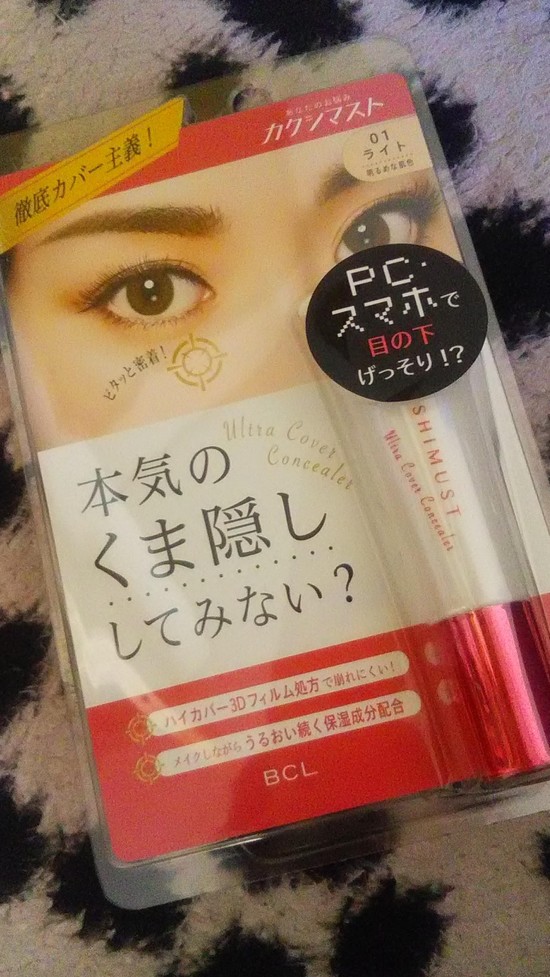 徹底カバー主義！
あなたのお悩み
カクシマスト
01
ライト
明るめな肌色
PC・
スマホで
目の下
げっそり！？
ピタッと密着！
Ultra Cover
Concealer
SHIMUST
Ultra Cover Concealer
本気の
くま隠し
してみない？
ハイカバー3Dフィルム処方で崩れにくい！
メイクしながらうるおい続く保湿成分配合
BCL